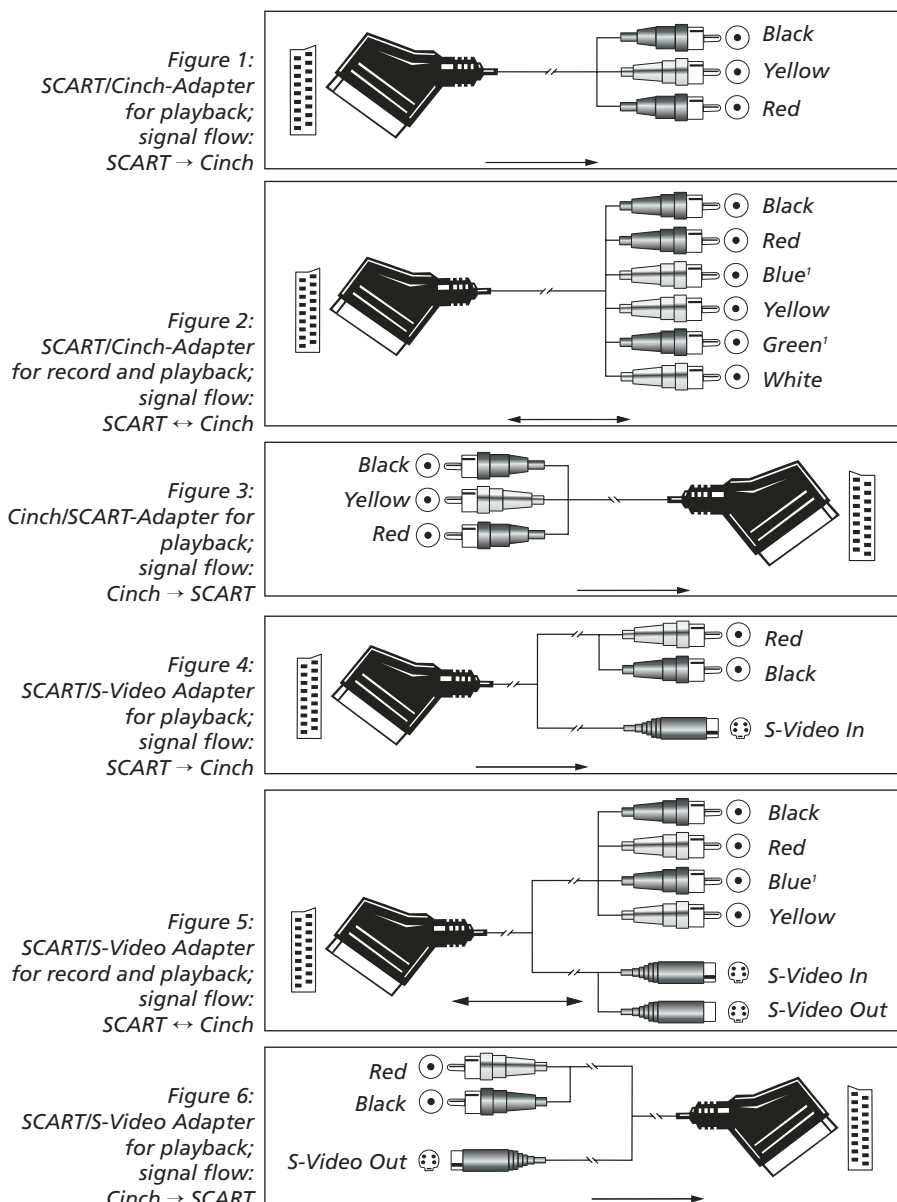 Figure 1:
SCART/Cinch-Adapter
for playback;
signal flow:
SCART → Cinch
Black
Yellow
Red
Figure 2:
SCART/Cinch-Adapter
for record and playback;
signal flow:
SCART ↔ Cinch
Black
Red
Blue¹
Yellow
Green¹
White
Figure 3:
Cinch/SCART-Adapter for
playback;
signal flow:
Cinch → SCART
Black
Yellow
Red
Figure 4:
SCART/S-Video Adapter
for playback;
signal flow:
SCART → Cinch
Red
Black
S-Video In
Figure 5:
SCART/S-Video Adapter
for record and playback;
signal flow:
SCART ↔ Cinch
Black
Red
Blue¹
Yellow
S-Video In
S-Video Out
Figure 6:
SCART/S-Video Adapter
for playback;
signal flow:
Cinch → SCART
Red
Black
S-Video Out